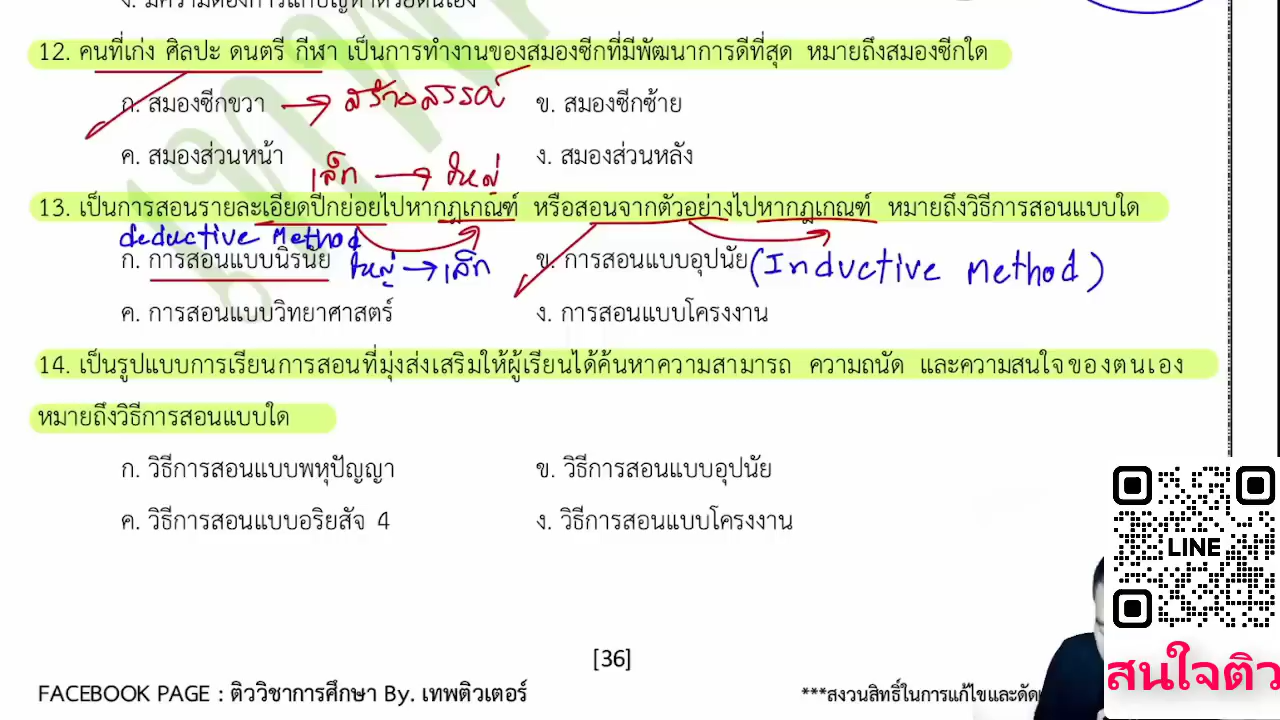 ง. มีความต้องการแก้ปัญหาด้วยตนเอง
12. คนที่เก่ง ศิลปะ ดนตรี กีฬา เป็นการทำงานของสมองซีกที่มีพัฒนาการดีที่สุด หมายถึงสมองซีกใด
ก. สมองซีกขวา → สร้างสรรค์ ข. สมองซีกซ้าย
ค. สมองส่วนหน้า ง. สมองส่วนหลัง
เล็ก → ใหญ่
13. เป็นการสอนรายละเอียดปีกย่อยไปหากฎเกณฑ์ หรือสอนจากตัวอย่างไปหากฎเกณฑ์ หมายถึงวิธีการสอนแบบใด
deductive Method
ก. การสอนแบบนิรนัย ใหญ่ → เล็ก ข. การสอนแบบอุปนัย (Inductive Method)
ค. การสอนแบบวิทยาศาสตร์ ง. การสอนแบบโครงงาน
14. เป็นรูปแบบการเรียนการสอนที่มุ่งส่งเสริมให้ผู้เรียนได้ค้นหาความสามารถ ความถนัด และความสนใจของตนเอง
หมายถึงวิธีการสอนแบบใด
ก. วิธีการสอนแบบพหุปัญญา ข. วิธีการสอนแบบอุปนัย
ค. วิธีการสอนแบบอริยสัจ 4 ง. วิธีการสอนแบบโครงงาน
LINE
สนใจติว
[36]
FACEBOOK PAGE : ติววิชาการศึกษา By. เทพติวเตอร์ ***สงวนสิทธิ์ในการแก้ไขและดัด